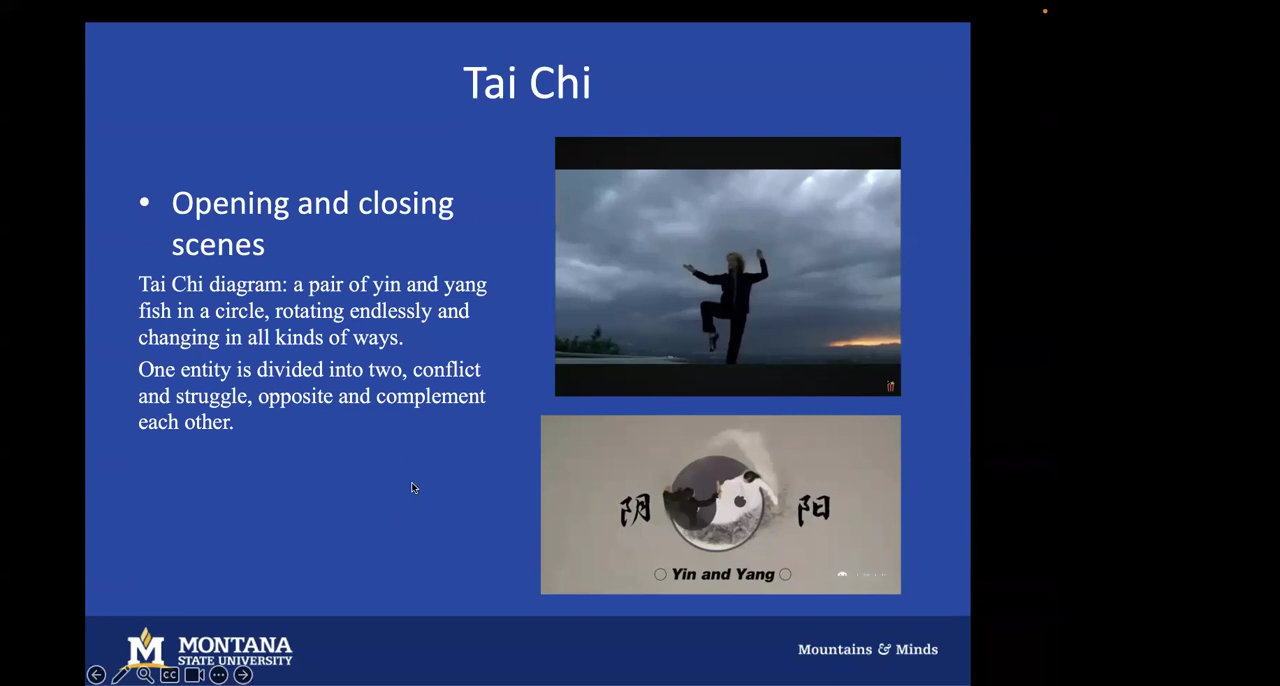 Tai Chi
• Opening and closing
scenes
Tai Chi diagram: a pair of yin and yang
fish in a circle, rotating endlessly and
changing in all kinds of ways.
One entity is divided into two, conflict
and struggle, opposite and complement
each other.
阴
阳
Yin and Yang
M MONTANA
STATE UNIVERSITY
Mountains & Minds
CC